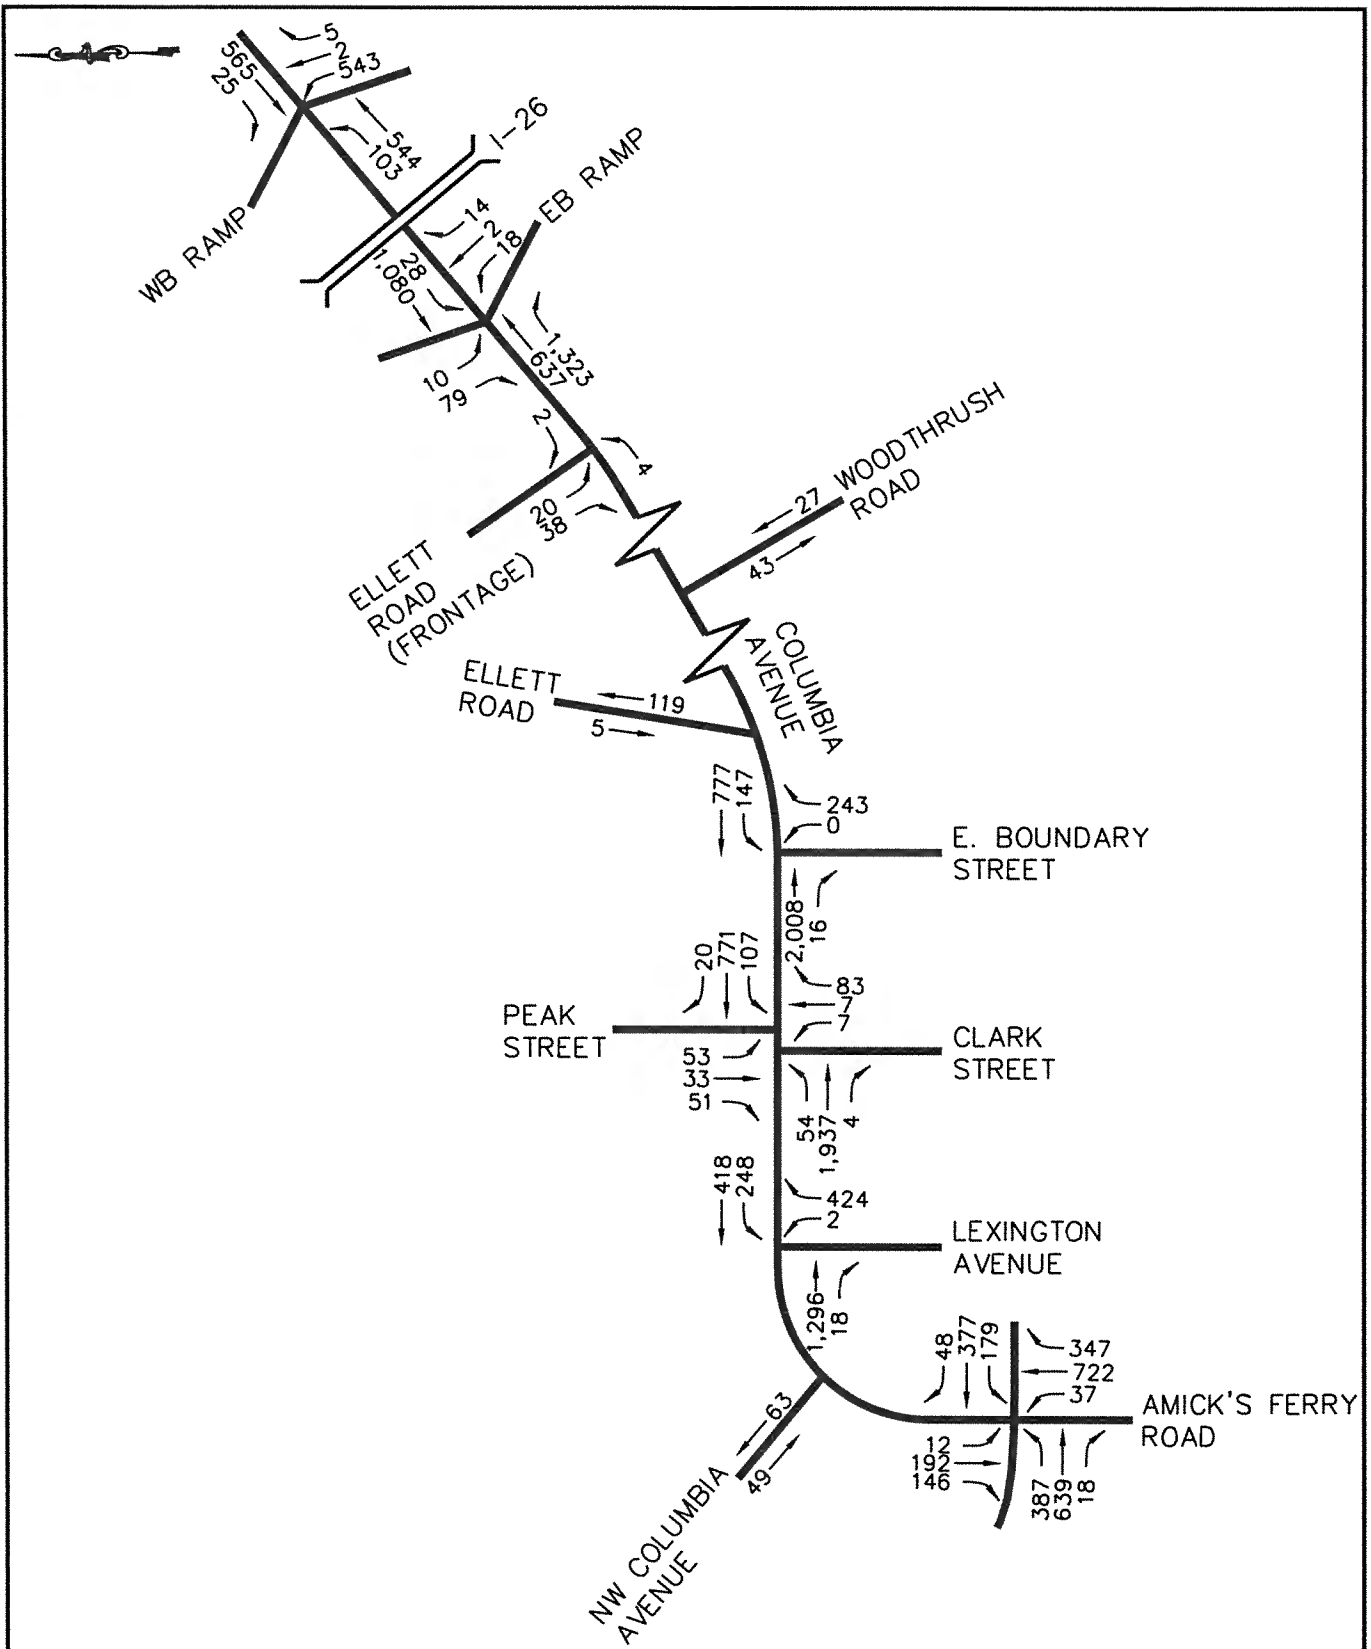 5
2
543
565
25
544
103
I-26
WB RAMP
14
2
18
EB RAMP
28
1,080
1,323
637
10
79
2
4
20
38
ELLETT
ROAD
(FRONTAGE)
27
43
WOODTHRUSH
ROAD
COLUMBIA
AVENUE
ELLETT
ROAD
119
5
777
147
243
0
E. BOUNDARY
STREET
2,008
16
20
771
107
83
7
7
PEAK
STREET
53
33
51
CLARK
STREET
54
1,937
4
418
248
424
2
LEXINGTON
AVENUE
1,296
18
63
49
NW COLUMBIA
AVENUE
48
377
179
347
722
37
AMICK'S FERRY
ROAD
12
192
146
387
639
18